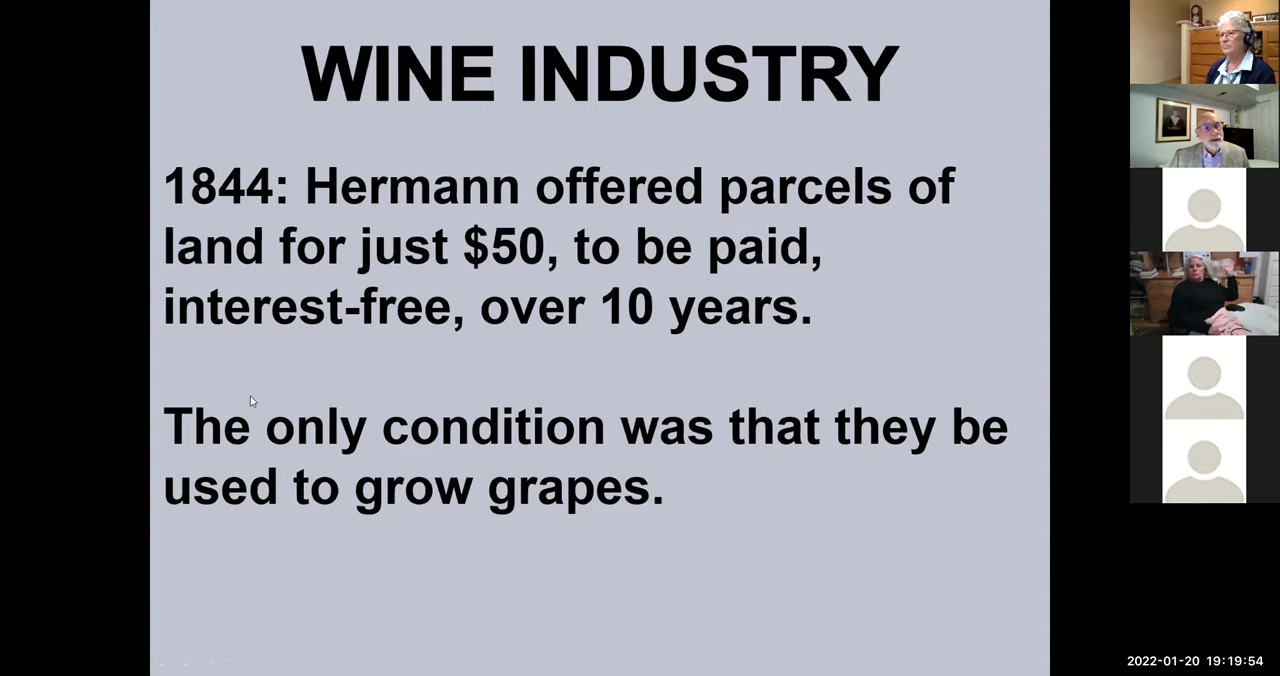 WINE INDUSTRY
1844: Hermann offered parcels of
land for just $50, to be paid,
interest-free, over 10 years.
The only condition was that they be
used to grow grapes.
2022-01-20 19:19:54